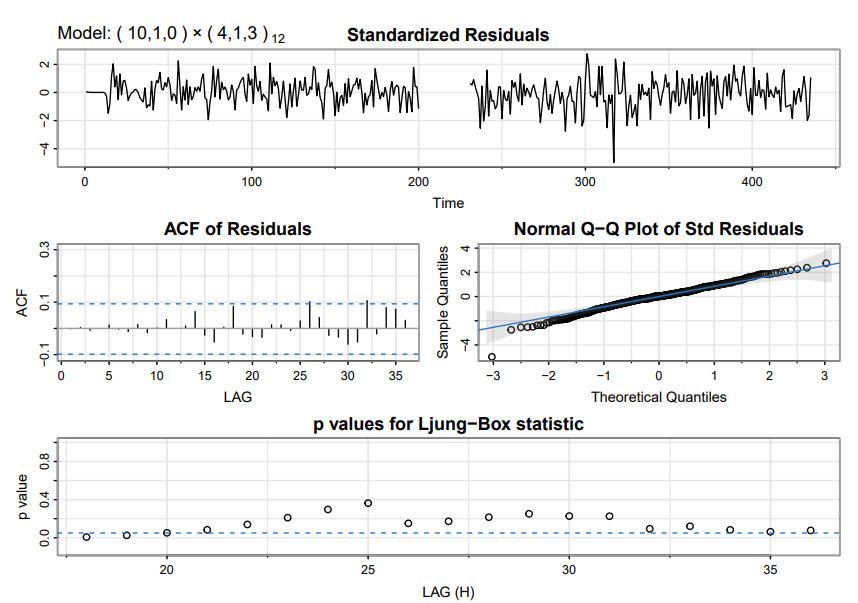 Model: ( 10,1,0 ) × ( 4,1,3 ) 12
Standardized Residuals
2
0
−2
−4
0 100 200 300 400
Time
ACF of Residuals
ACF
0.3
0.1
−0.1
0 5 10 15 20 25 30 35
LAG
Normal Q−Q Plot of Std Residuals
Sample Quantiles
4
2
0
−4
−3 −2 −1 0 1 2 3
Theoretical Quantiles
p values for Ljung−Box statistic
p value
0.8
0.4
0.0
20 25 30 35
LAG (H)